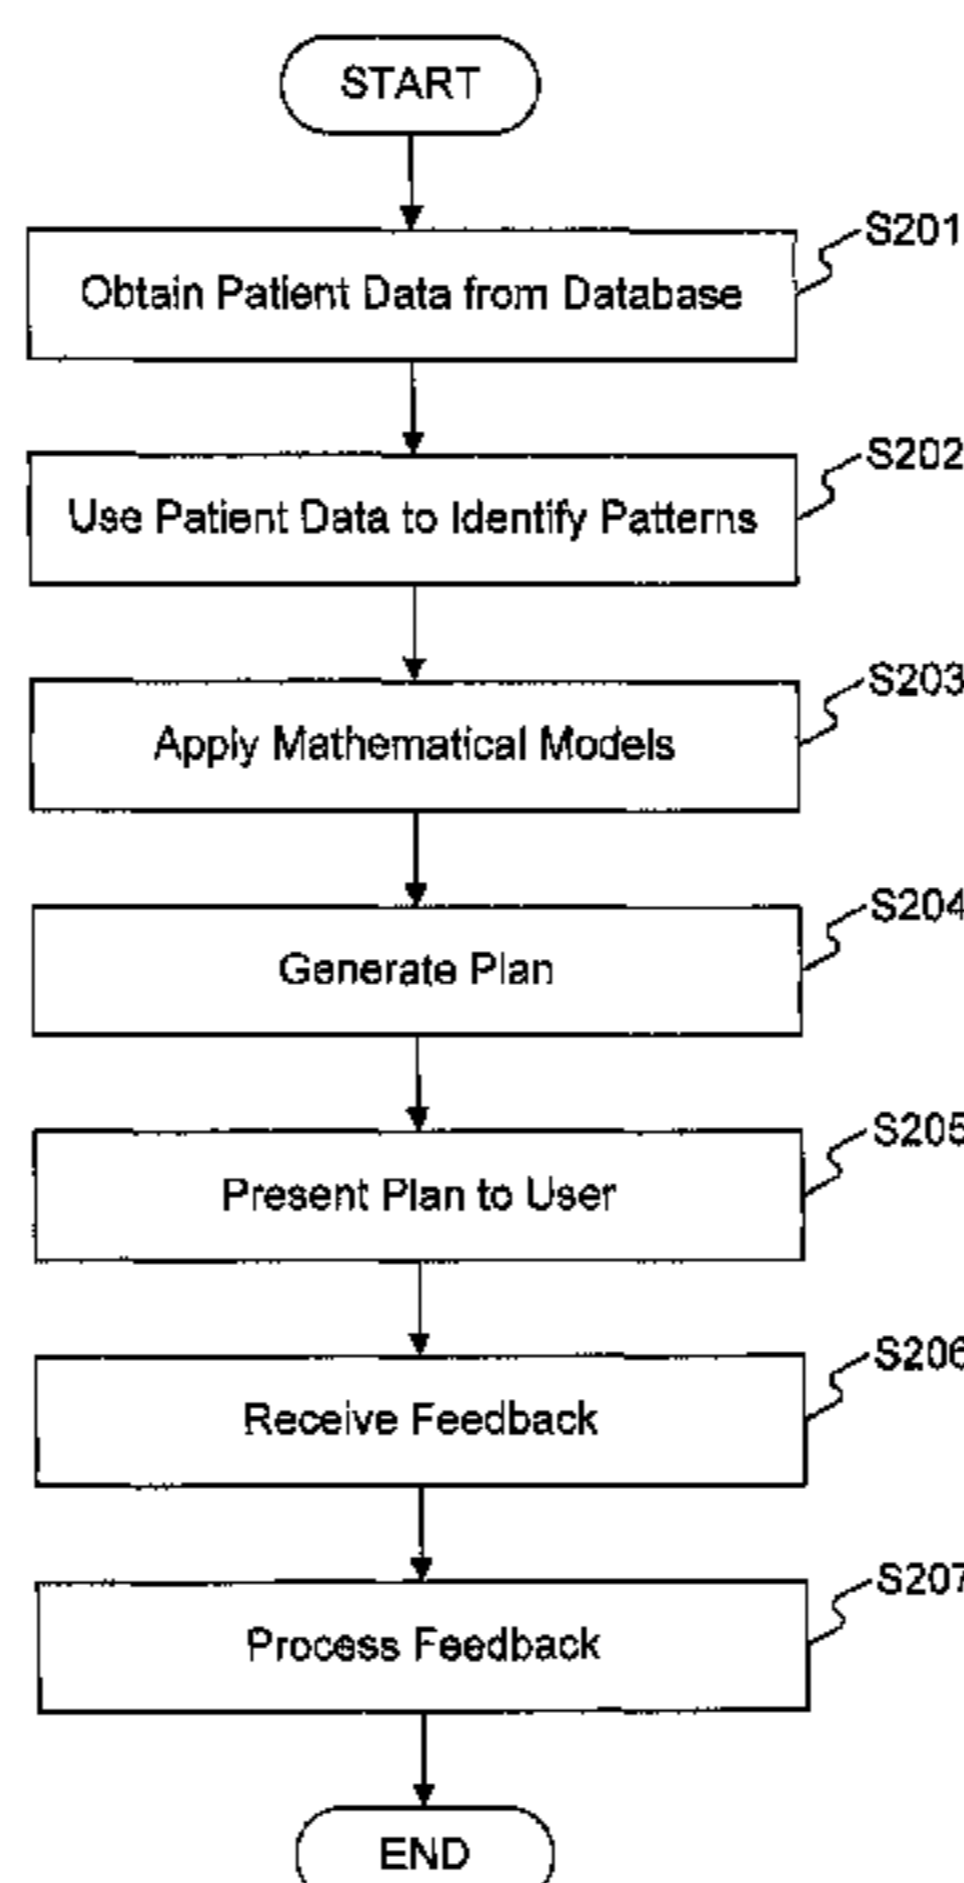 START
S201
Obtain Patient Data from Database
S202
Use Patient Data to Identify Patterns
S203
Apply Mathematical Models
S204
Generate Plan
S205
Present Plan to User
S206
Receive Feedback
S207
Process Feedback
END